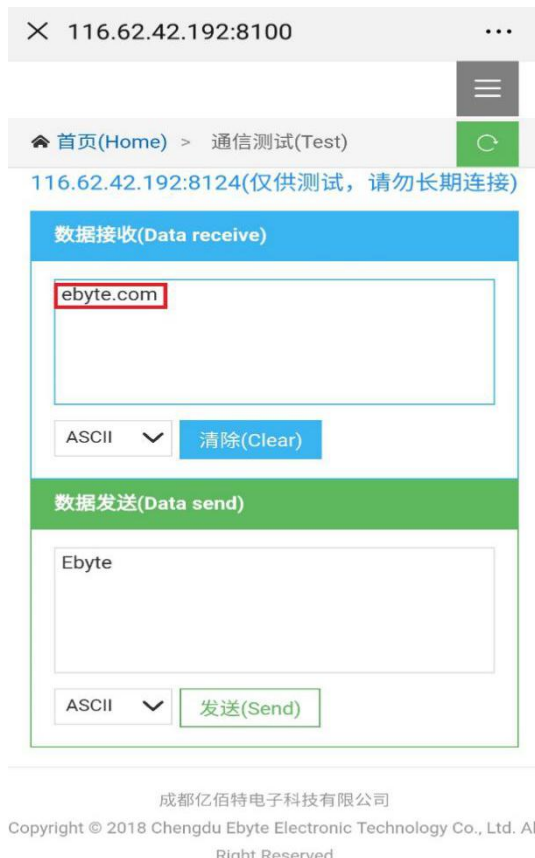 116.62.42.192:8100
首页(Home) > 通信测试(Test)
116.62.42.192:8124(仅供测试，请勿长期连接)
数据接收(Data receive)
ebyte.com
ASCII
清除(Clear)
数据发送(Data send)
Ebyte
ASCII
发送(Send)
成都亿佰特电子科技有限公司
Copyright © 2018 Chengdu Ebyte Electronic Technology Co., Ltd. Al
Right Reserved